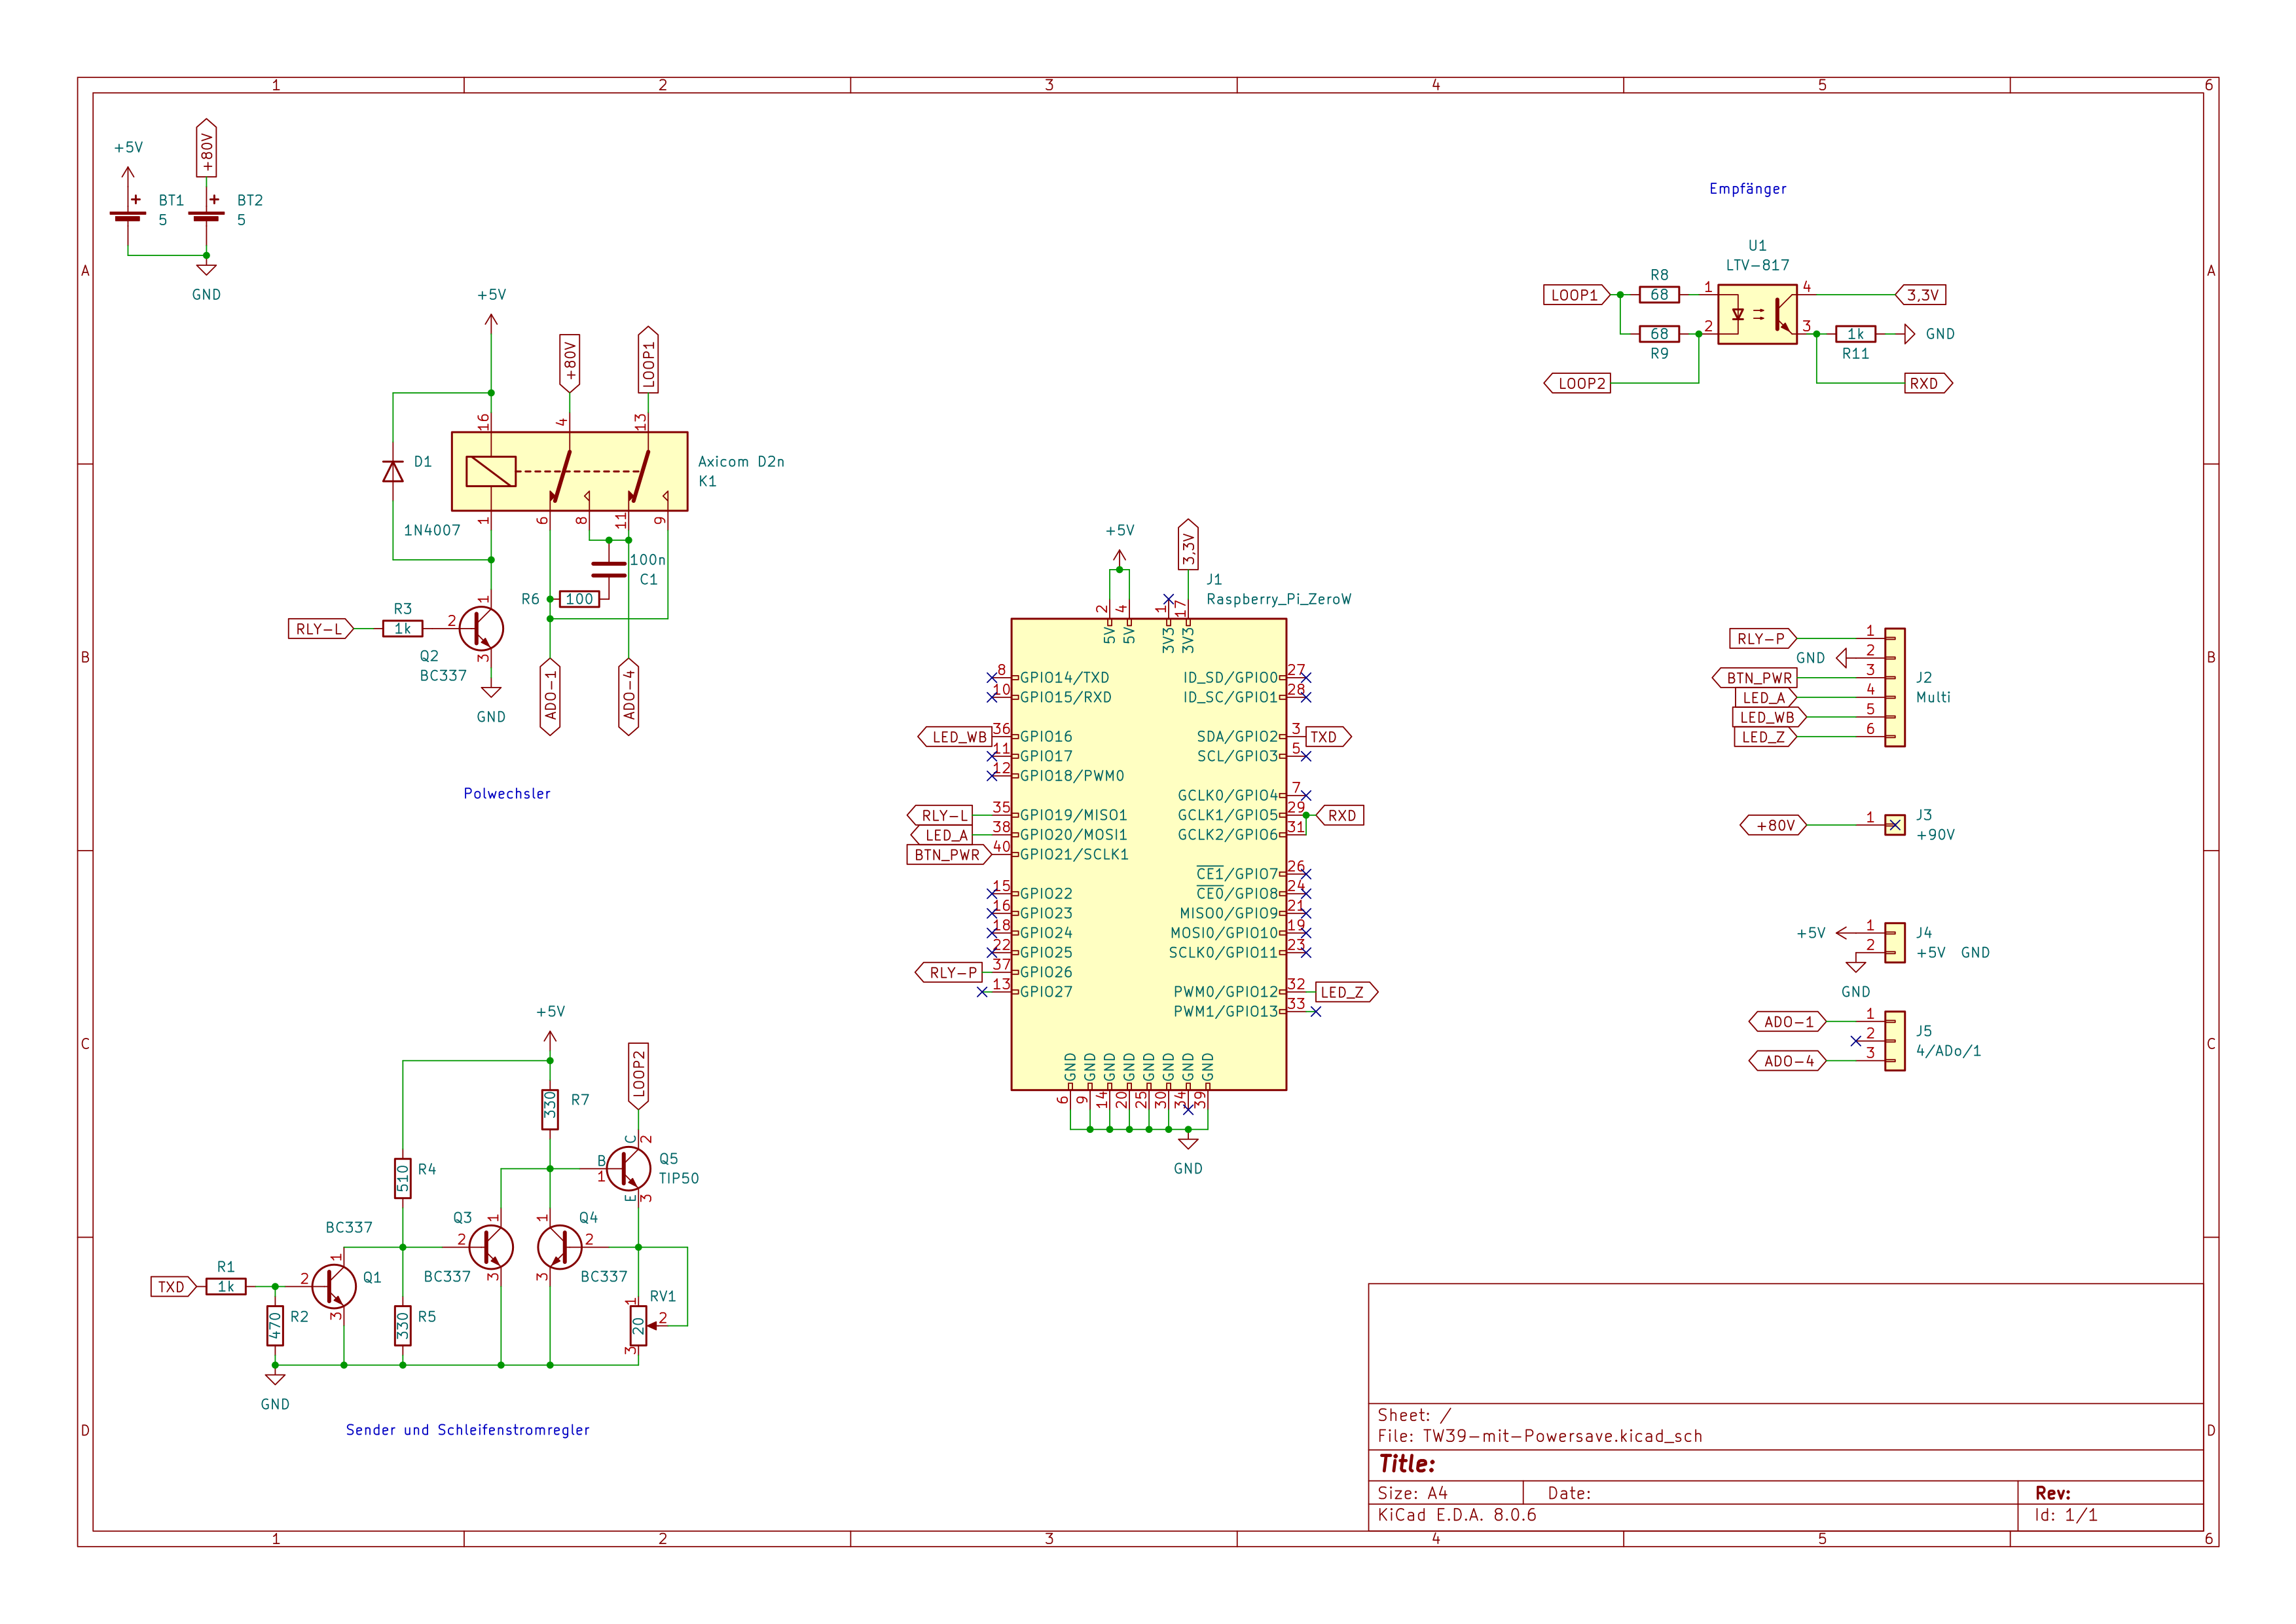 1 2 3 4 5 6
A
B
C
D
+5V
+80V
+
BT1
5
+
BT2
5
GND
+5V
+80V
LOOP1
16
4
13
D1
1N4007
Axicom D2n
K1
1
6
8
11
9
100n
C1
R6
100
RLY-L
R3
1k
2
1
3
Q2
BC337
GND
ADO-1
ADO-4
Polwechsler
+5V
LOOP2
330
R7
C
2
B
1
E
3
Q5
TIP50
510
R4
BC337
Q3
1
2
3
BC337
Q4
1
2
3
BC337
TXD
R1
1k
2
1
3
Q1
470
R2
330
R5
RV1
1
20
2
3
GND
Sender und Schleifenstromregler
+5V
3,3V
J1
Raspberry_Pi_ZeroW
2
4
1
17
5V
5V
3V3
3V3
8
GPIO14/TXD
10
GPIO15/RXD
LED_WB
36
GPIO16
11
GPIO17
12
GPIO18/PWM0
RLY-L
35
GPIO19/MISO1
LED_A
38
GPIO20/MOSI1
BTN_PWR
40
GPIO21/SCLK1
15
GPIO22
16
GPIO23
18
GPIO24
22
GPIO25
RLY-P
37
GPIO26
13
GPIO27
ID_SD/GPIO0
27
ID_SC/GPIO1
28
SDA/GPIO2
3
TXD
SCL/GPIO3
5
GCLK0/GPIO4
7
GCLK1/GPIO5
29
RXD
GCLK2/GPIO6
31
CE1/GPIO7
26
CE0/GPIO8
24
MISO0/GPIO9
21
MOSI0/GPIO10
19
SCLK0/GPIO11
23
PWM0/GPIO12
32
LED_Z
PWM1/GPIO13
33
GND
GND
GND
GND
GND
GND
GND
GND
6
9
14
20
25
30
34
39
GND
Empfänger
U1
LTV-817
LOOP1
R8
68
1
4
3,3V
68
R9
2
3
1k
R11
GND
LOOP2
RXD
RLY-P
1
GND
2
BTN_PWR
3
LED_A
4
LED_WB
5
LED_Z
6
J2
Multi
+80V
1
J3
+90V
+5V
1
2
GND
J4
+5V GND
ADO-1
1
2
ADO-4
3
J5
4/ADo/1
Sheet: /
File: TW39-mit-Powersave.kicad_sch
Title:
Size: A4
Date:
Rev:
KiCad E.D.A. 8.0.6
Id: 1/1
A
B
C
D
1 2 3 4 5 6